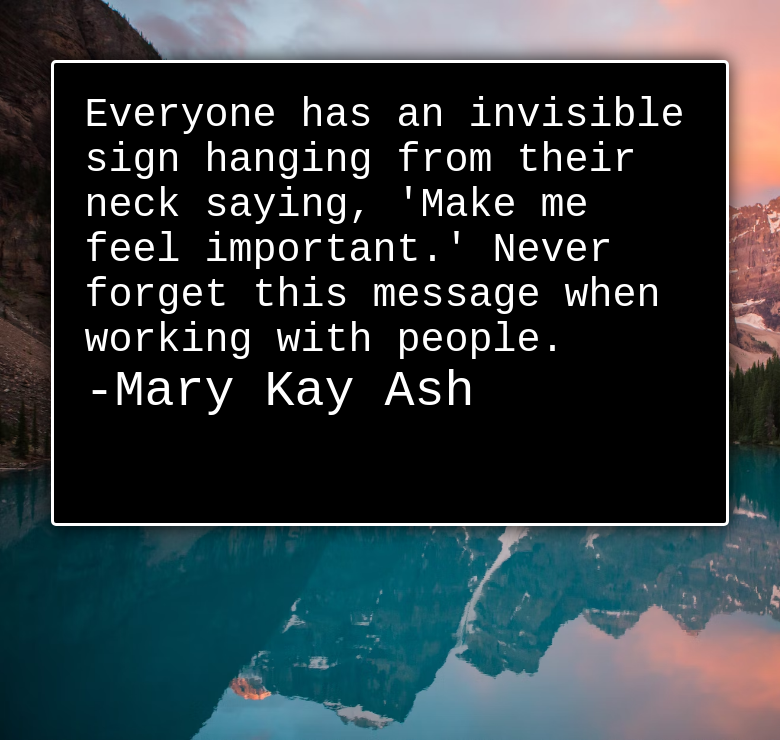 Everyone has an invisible
sign hanging from their
neck saying, 'Make me
feel important.' Never
forget this message when
working with people.
-Mary Kay Ash